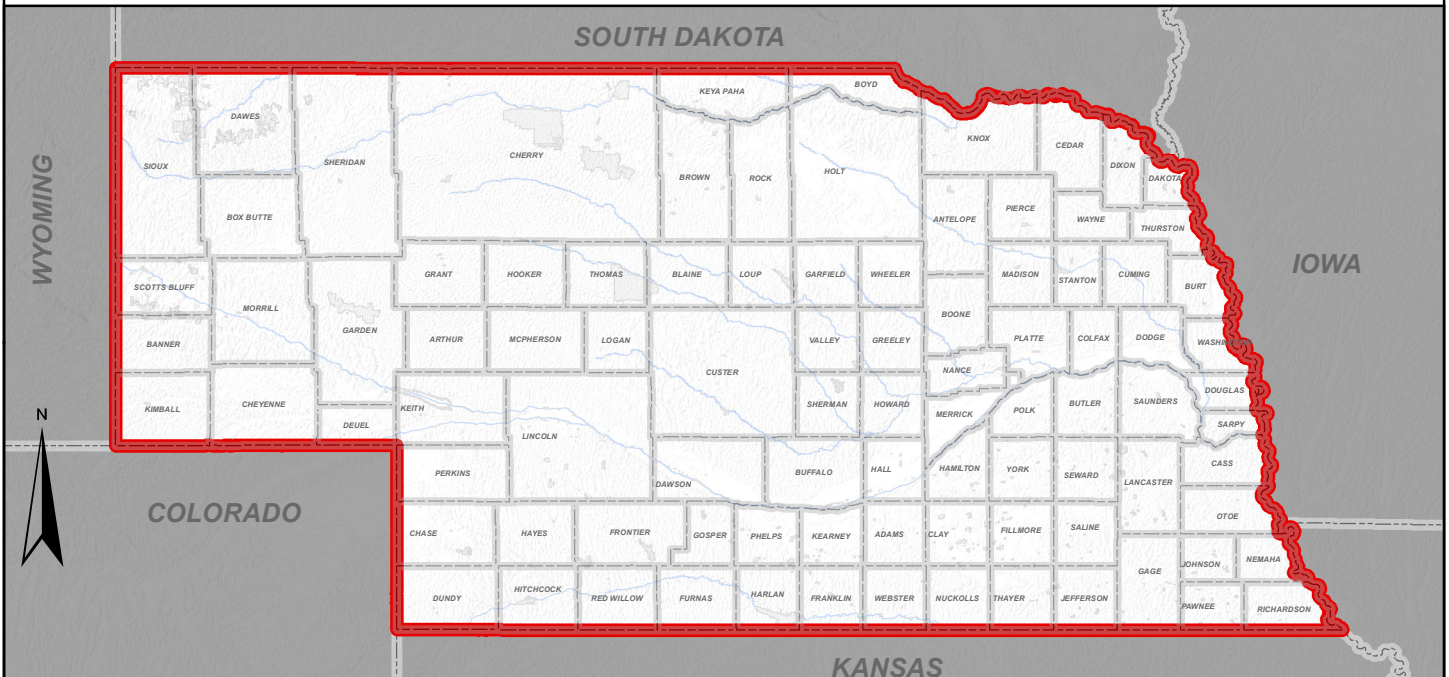 SOUTH DAKOTA
KEYA PAHA
BOYD
DAWES
KNOX
CEDAR
SIOUX
SHERIDAN
CHERRY
DIXON
BROWN
ROCK
HOLT
DAKOTA
WYOMING
BOX BUTTE
ANTELOPE
PIERCE
WAYNE
THURSTON
IOWA
GRANT
HOOKER
THOMAS
BLAINE
LOUP
GARFIELD
WHEELER
MADISON
STANTON
CUMING
SCOTTS BLUFF
BURT
MORRILL
GARDEN
BOONE
BANNER
ARTHUR
MCPHERSON
LOGAN
VALLEY
GREELEY
PLATTE
COLFAX
DODGE
WASHINGTON
CUSTER
NANCE
DOUGLAS
KIMBALL
CHEYENNE
KEITH
SHERMAN
HOWARD
MERRICK
POLK
BUTLER
SAUNDERS
N
DEUEL
LINCOLN
SARPY
PERKINS
DAWSON
BUFFALO
HALL
HAMILTON
YORK
SEWARD
LANCASTER
CASS
COLORADO
OTOE
CHASE
HAYES
FRONTIER
GOSPER
PHELPS
KEARNEY
ADAMS
CLAY
FILLMORE
SALINE
GAGE
JOHNSON
NEMAHA
DUNDY
HITCHCOCK
RED WILLOW
FURNAS
HARLAN
FRANKLIN
WEBSTER
NUCKOLLS
THAYER
JEFFERSON
PAWNEE
RICHARDSON
KANSAS